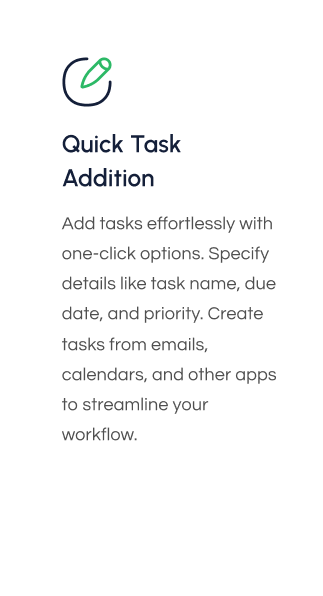 Quick Task
Addition
Add tasks effortlessly with
one-click options. Specify
details like task name, due
date, and priority. Create
tasks from emails,
calendars, and other apps
to streamline your
workflow.